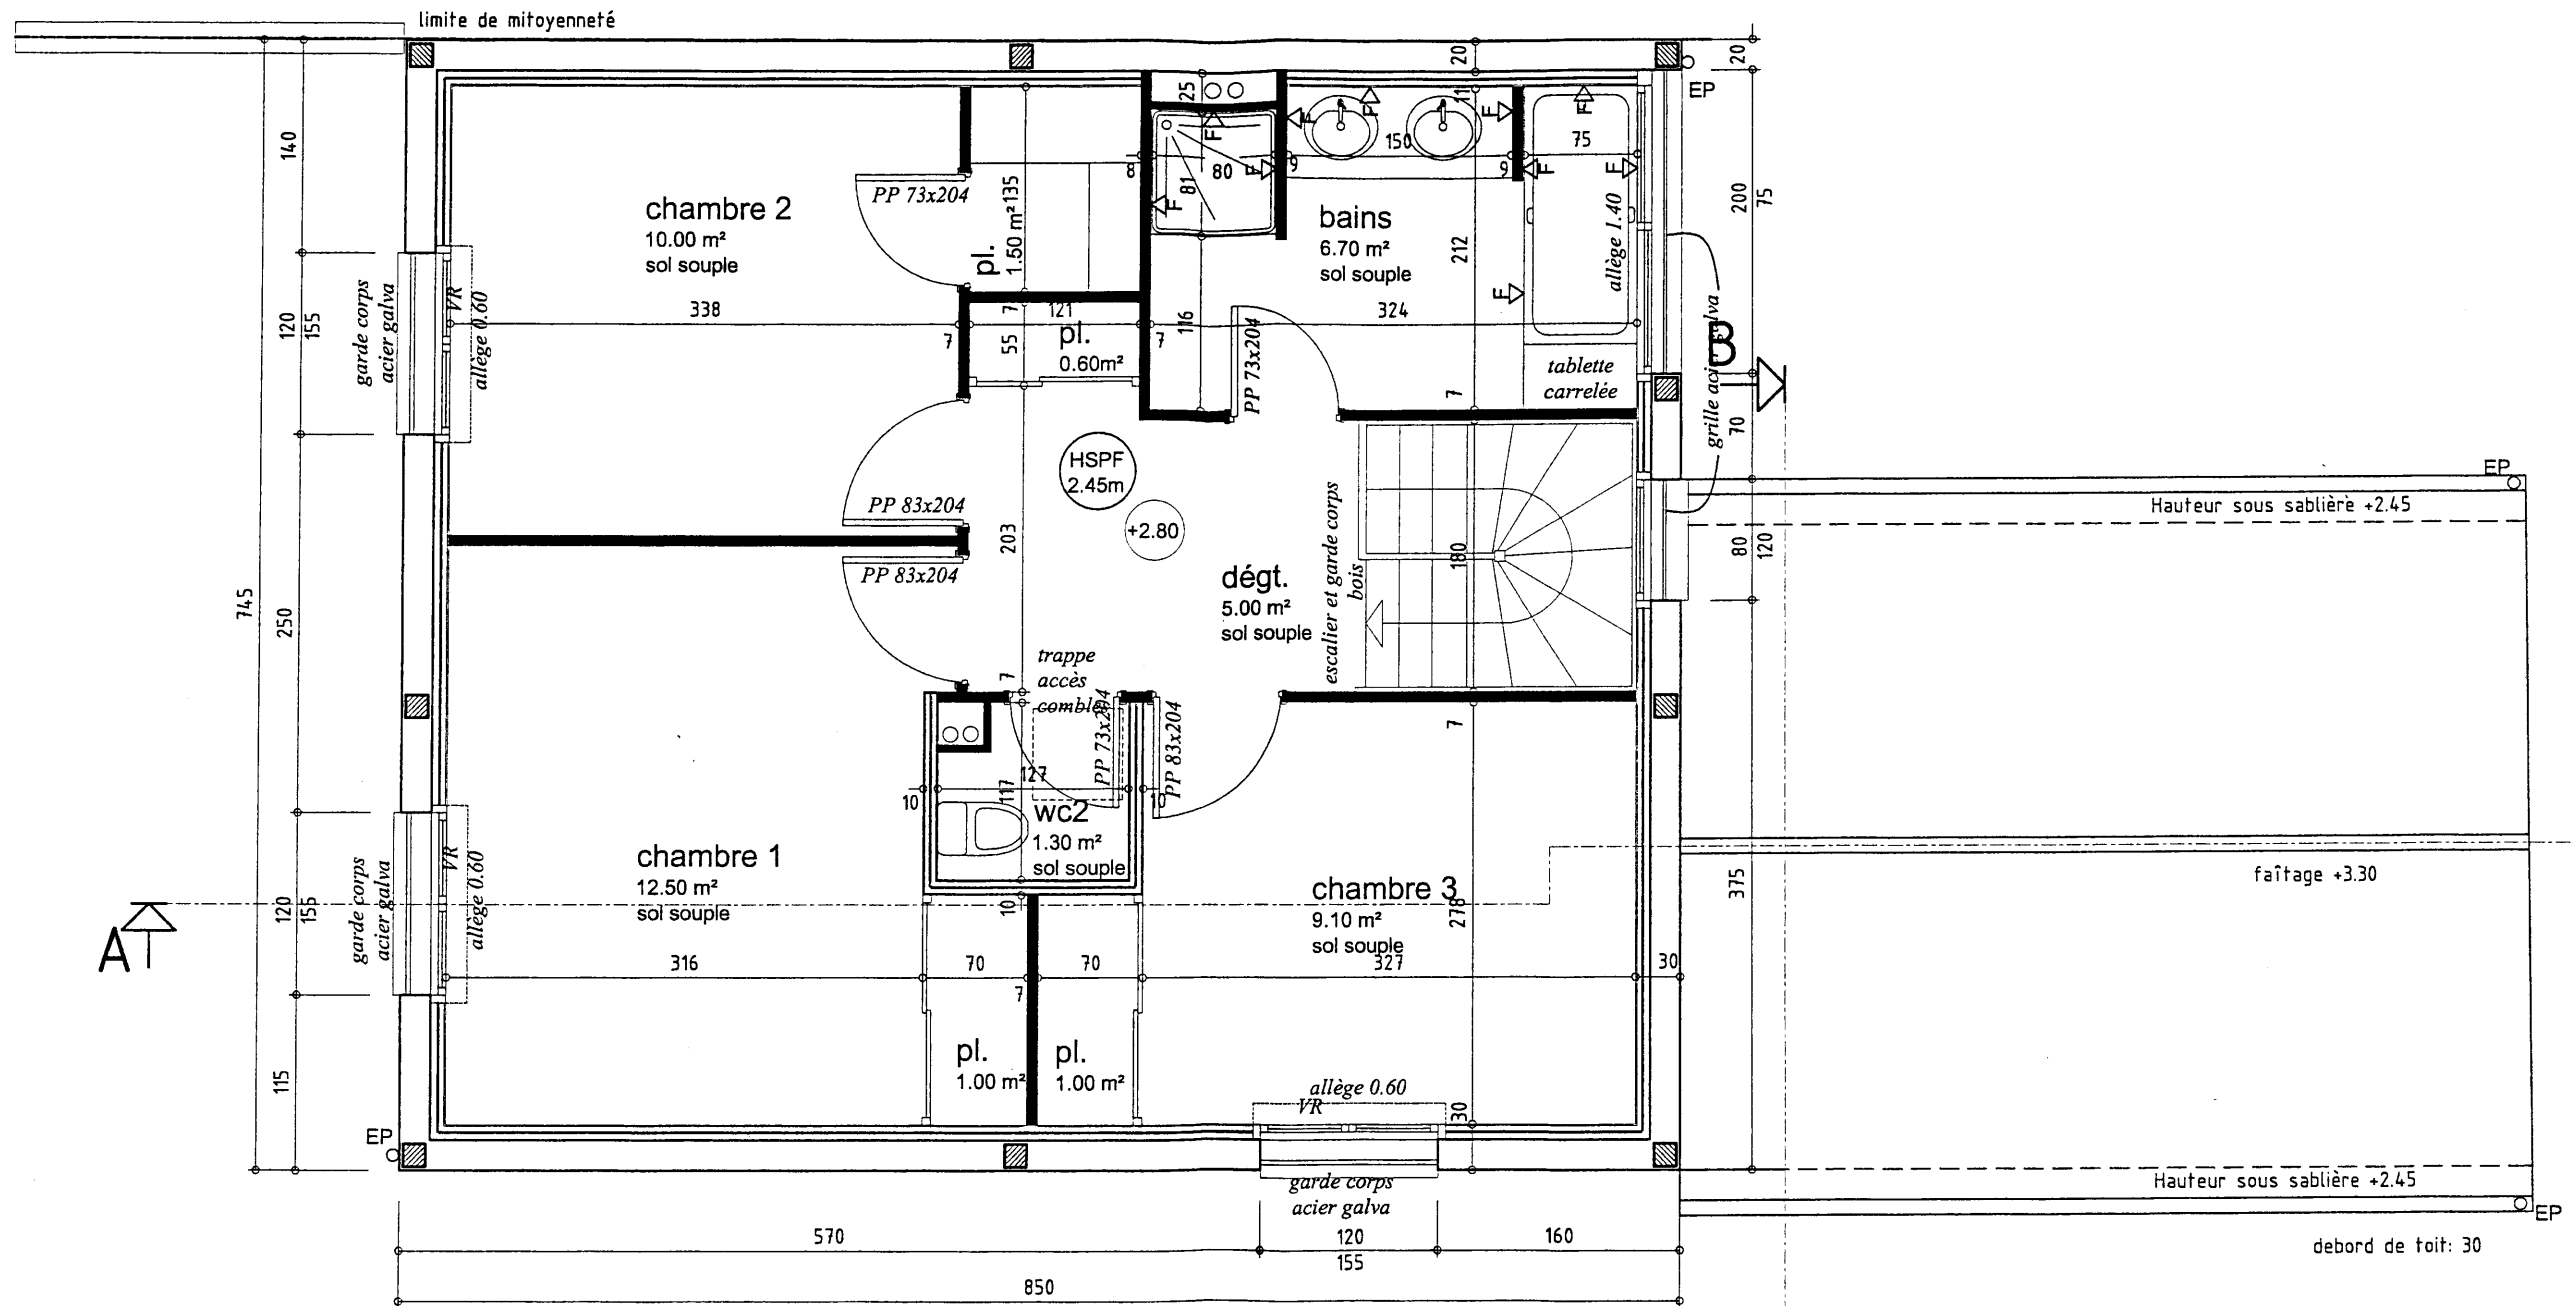 limite de mitoyenneté
20
20
EP
25
11
F
F
F
F
F
140
150
75
8
80
9
9
F
F
F
81
F
F
PP 73x204
135
chambre 2
10.00 m²
sol souple
pl.
1.50 m²
bains
6.70 m²
sol souple
212
allège 1.40
200
75
garde corps
acier galva
VR
allège 0.60
120
155
338
7
121
7
55
pl.
0.60m²
7
116
324
PP 73x204
7
tablette
carrelée
grille acier galva
B
70
HSPF
2.45m
+2.80
PP 83x204
PP 83x204
203
EP
Hauteur sous sablière +2.45
80
120
745
250
dégt.
5.00 m²
sol souple
escalier et garde corps
bois
180
trappe
accès
comble
7
7
PP 73x204
PP 83x204
127
117
10
10
wc2
1.30 m²
sol souple
chambre 1
12.50 m²
sol souple
garde corps
acier galva
VR
allège 0.60
120
155
A
10
chambre 3
9.10 m²
sol souple
278
375
faîtage +3.30
316
70
7
70
327
30
115
pl.
1.00 m²
pl.
1.00 m²
allège 0.60
VR
30
EP
garde corps
acier galva
Hauteur sous sablière +2.45
EP
570
120
155
160
debord de toit: 30
850